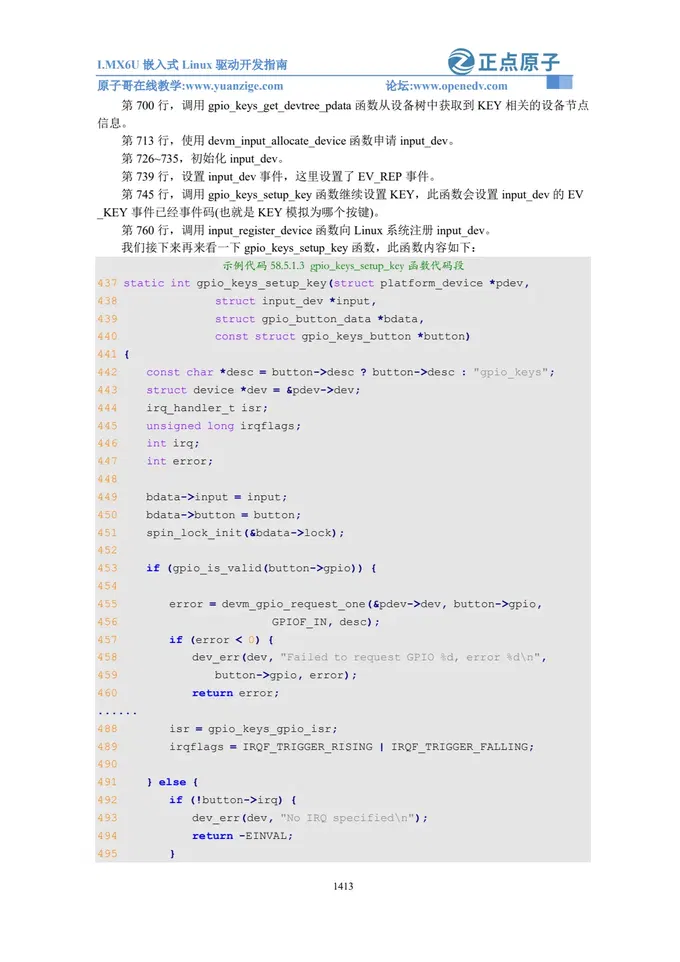 I.MX6U 嵌入式 Linux 驱动开发指南
正点原子
原子哥在线教学:www.yuanzige.com 论坛:www.openedv.com
第 700 行，调用 gpio_keys_get_devtree_pdata 函数从设备树中获取到 KEY 相关的设备节点
信息。
第 713 行，使用 devm_input_allocate_device 函数申请 input_dev。
第 726~735，初始化 input_dev。
第 739 行，设置 input_dev 事件，这里设置了 EV_REP 事件。
第 745 行，调用 gpio_keys_setup_key 函数继续设置 KEY，此函数会设置 input_dev 的 EV
_KEY 事件已经事件码(也就是 KEY 模拟为哪个按键)。
第 760 行，调用 input_register_device 函数向 Linux 系统注册 input_dev。
我们接下来再来看一下 gpio_keys_setup_key 函数，此函数内容如下：
示例代码 58.5.1.3 gpio_keys_setup_key 函数代码段
437 static int gpio_keys_setup_key(struct platform_device *pdev,
438 struct input_dev *input,
439 struct gpio_button_data *bdata,
440 const struct gpio_keys_button *button)
441 {
442 const char *desc = button->desc ? button->desc : "gpio_keys";
443 struct device *dev = &pdev->dev;
444 irq_handler_t isr;
445 unsigned long irqflags;
446 int irq;
447 int error;
448
449 bdata->input = input;
450 bdata->button = button;
451 spin_lock_init(&bdata->lock);
452
453 if (gpio_is_valid(button->gpio)) {
454
455 error = devm_gpio_request_one(&pdev->dev, button->gpio,
456 GPIOF_IN, desc);
457 if (error < 0) {
458 dev_err(dev, "Failed to request GPIO %d, error %d\n",
459 button->gpio, error);
460 return error;
......
488 isr = gpio_keys_gpio_isr;
489 irqflags = IRQF_TRIGGER_RISING | IRQF_TRIGGER_FALLING;
490
491 } else {
492 if (!button->irq) {
493 dev_err(dev, "No IRQ specified\n");
494 return -EINVAL;
495 }
1413